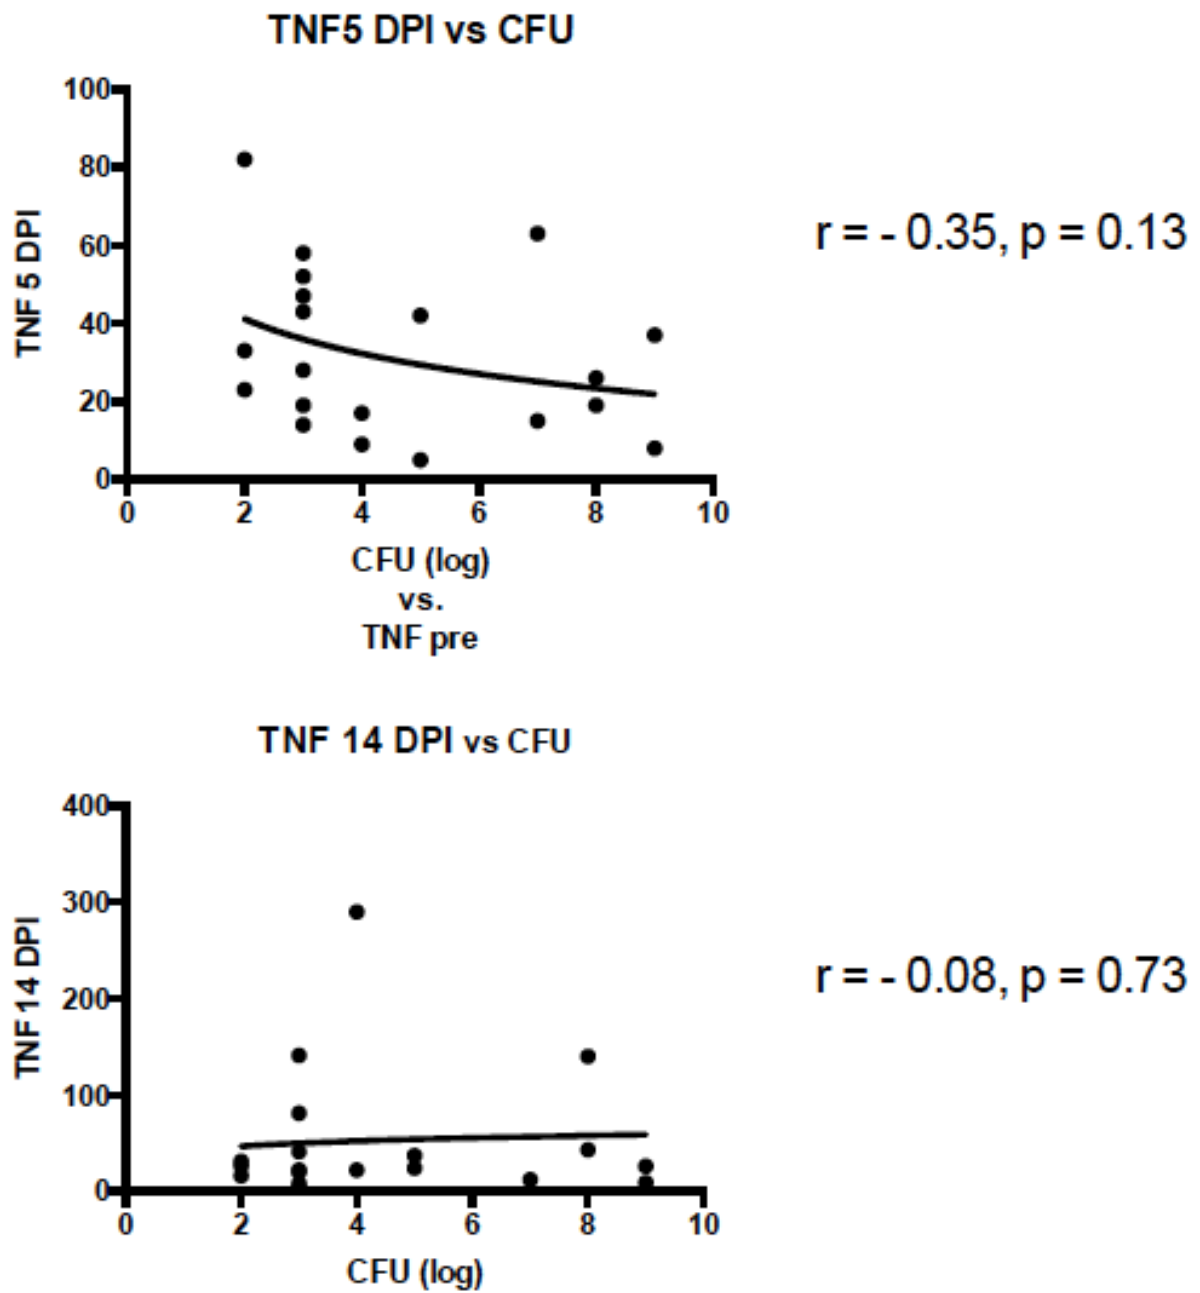 TNF5 DPI vs CFU
100
80
60
40
20
0
TNF 5 DPI
0 2 4 6 8 10
CFU (log)
vs.
TNF pre
r = - 0.35, p = 0.13
TNF 14 DPI vs CFU
400
300
200
100
0
TNF 14 DPI
0 2 4 6 8 10
CFU (log)
r = - 0.08, p = 0.73